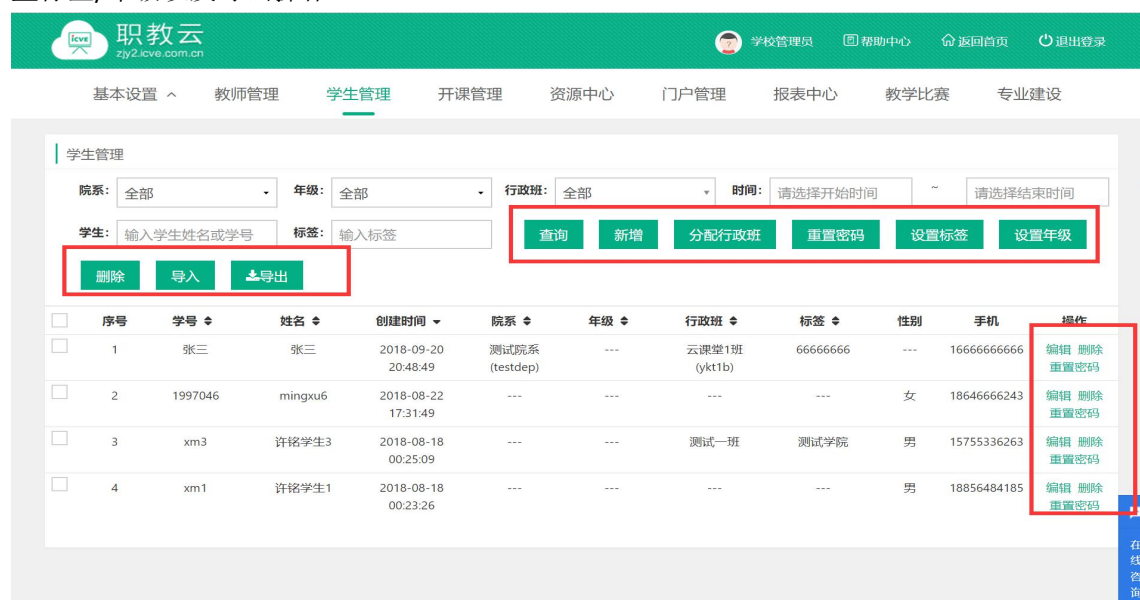 职教云
zjy2.icve.com.cn
icve
学校管理员 帮助中心 返回首页 退出登录
基本设置 教师管理 学生管理 开课管理 资源中心 门户管理 报表中心 教学比赛 专业建设
学生管理
院系： 全部 年级： 全部 行政班： 全部 时间： 请选择开始时间 ~ 请选择结束时间
学生： 输入学生姓名或学号 标签： 输入标签 查询 新增 分配行政班 重置密码 设置标签 设置年级
删除 导入 导出
序号 学号 姓名 创建时间 院系 年级 行政班 标签 性别 手机 操作
1 张三 张三 2018-09-20 测试院系 --- 云课堂1班 66666666 --- 16666666666 编辑 删除
20:48:49 (testdep) (ykt1b) 重置密码
2 1997046 mingxu6 2018-08-22 --- --- --- --- 女 18646666243 编辑 删除
17:31:49 重置密码
3 xm3 许铭学生3 2018-08-18 --- --- 测试一班 测试学院 男 15755336263 编辑 删除
00:25:09 重置密码
4 xm1 许铭学生1 2018-08-18 --- --- --- --- 男 18856484185 编辑 删除
00:23:26 重置密码
在线咨询